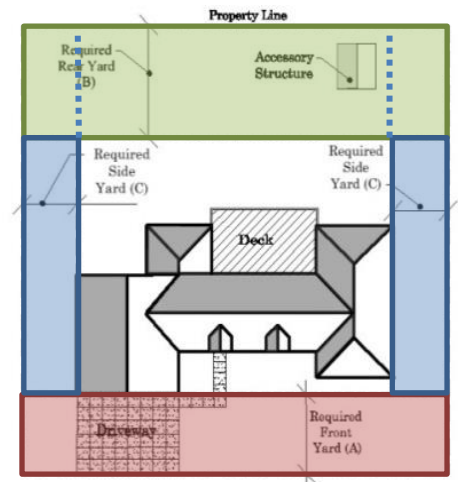 Property Line
Required
Rear Yard
(B)
Accessory
Structure
Required
Side
Yard (C)
Required
Side
Yard (C)
Deck
Driveway
Required
Front
Yard (A)